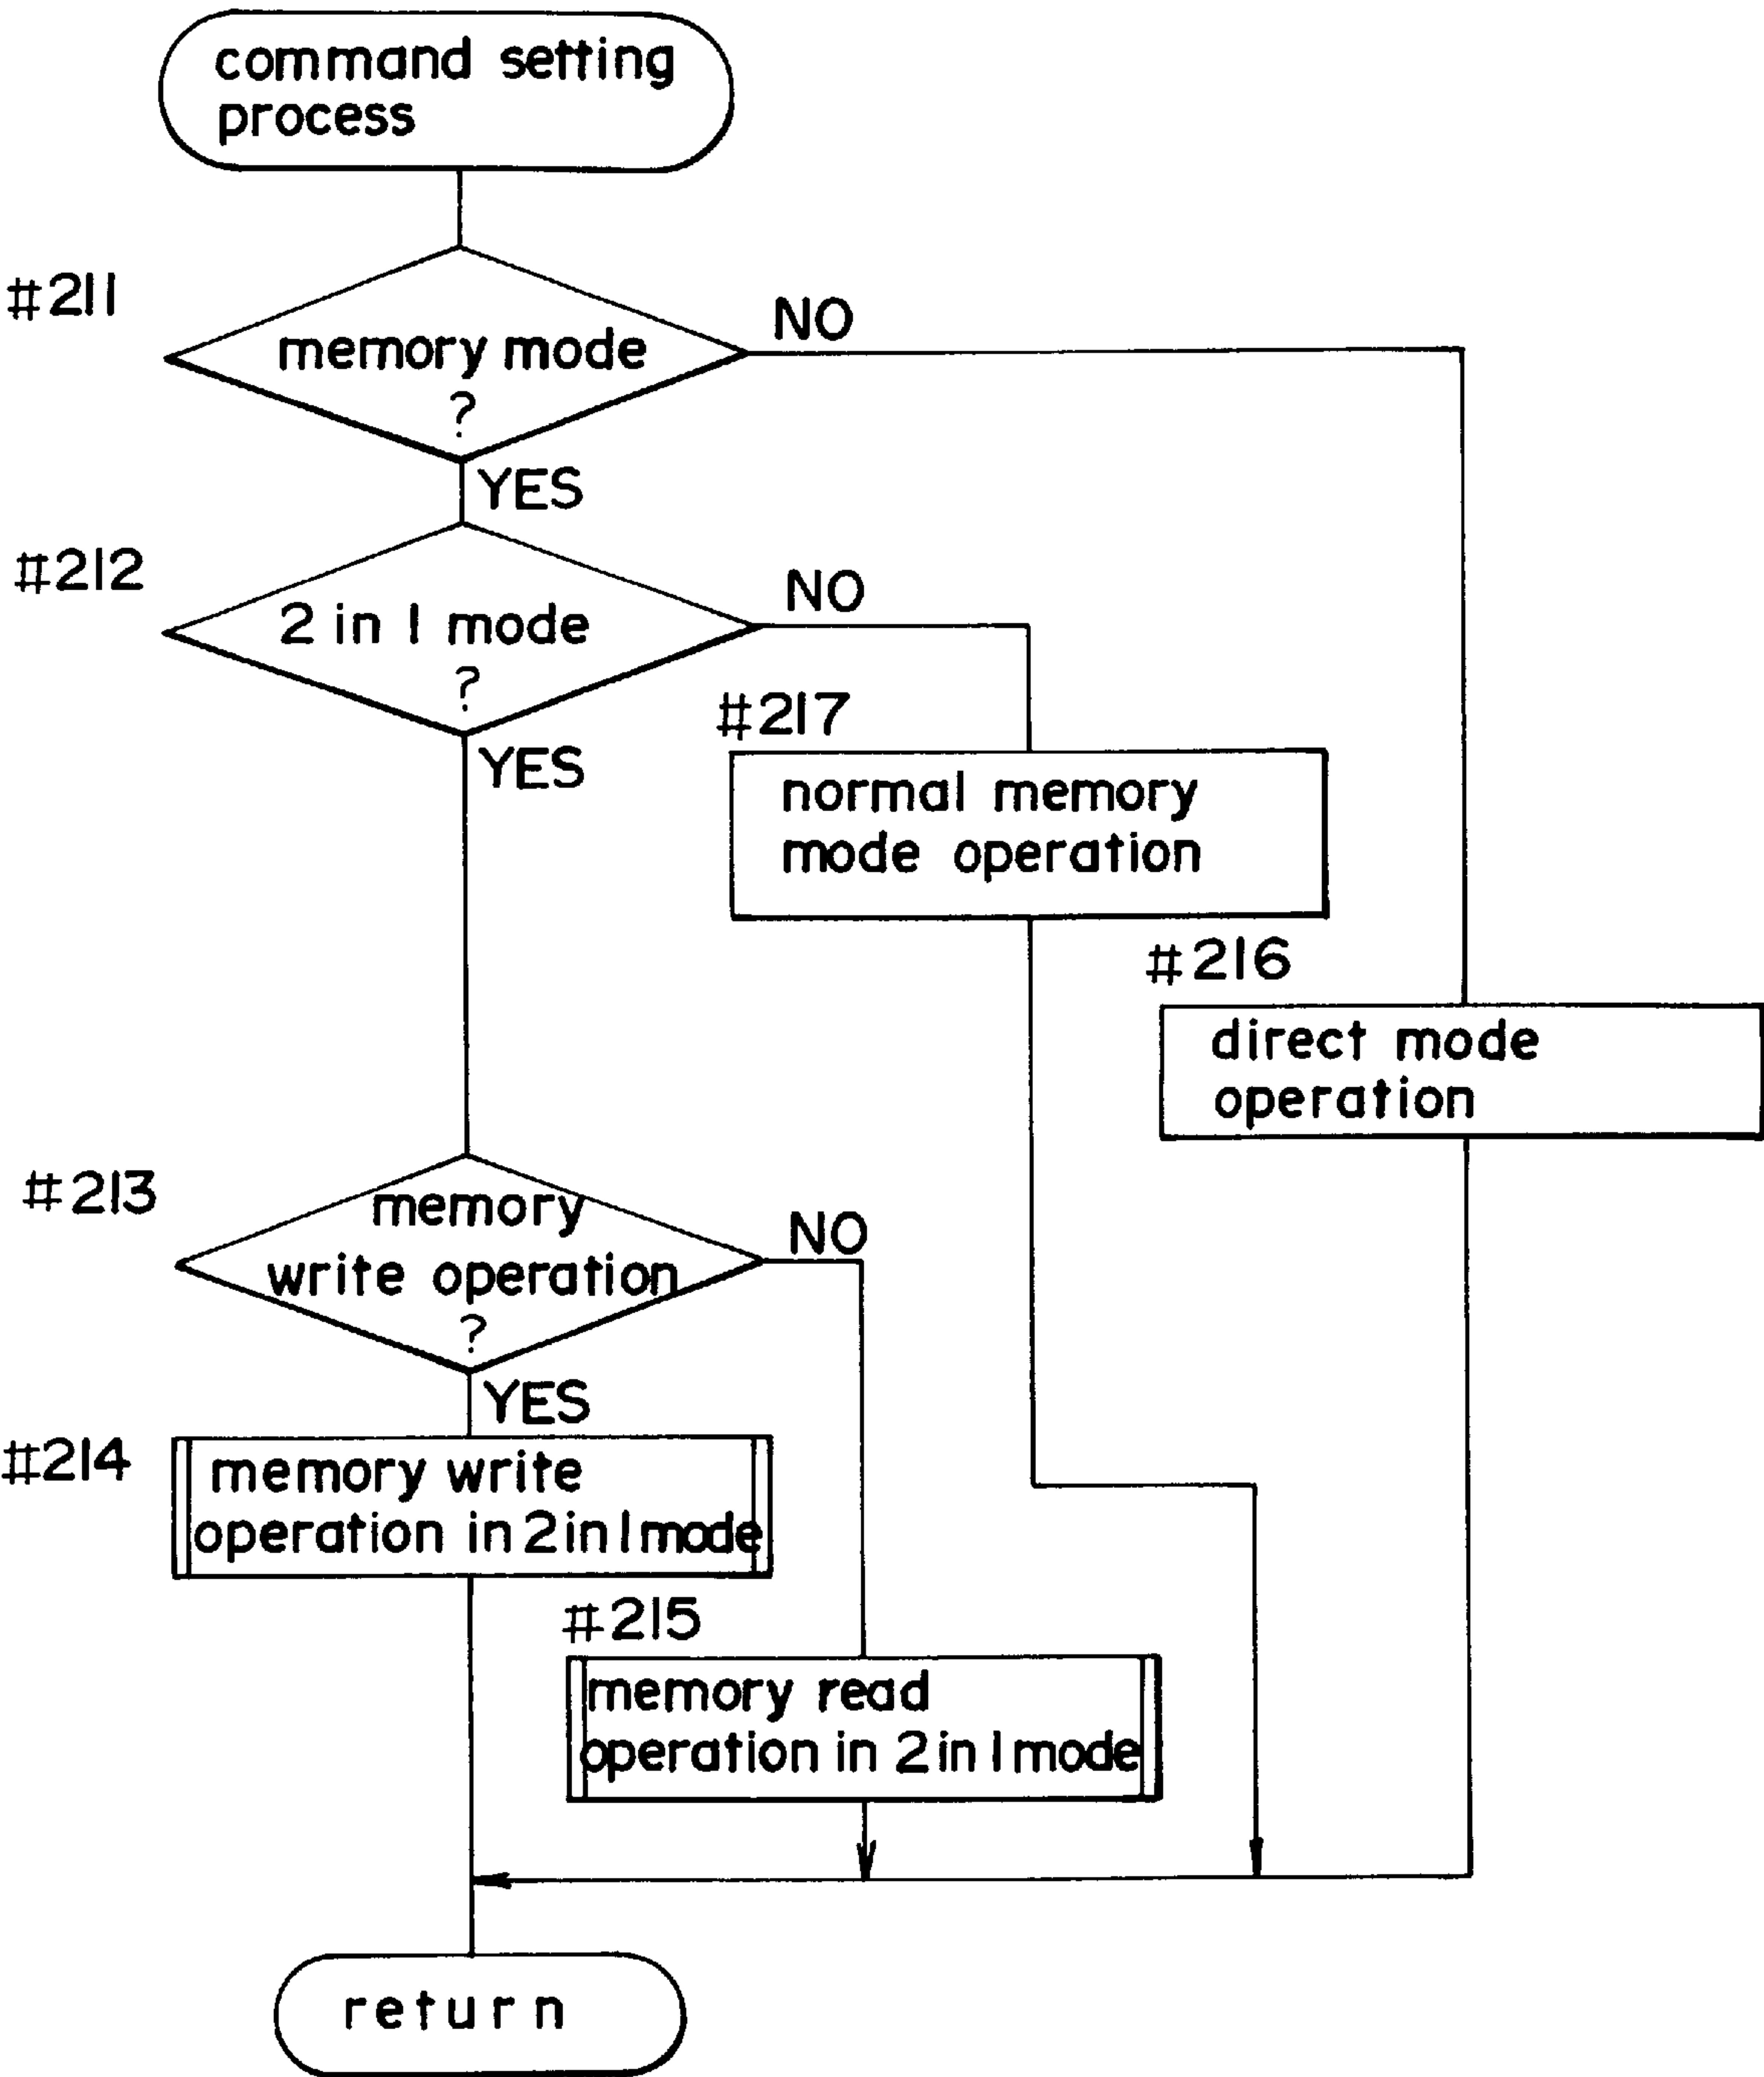 command setting
process
#211
NO
memory mode
?
YES
#212
NO
2 in 1 mode
?
YES
#217
normal memory
mode operation
#216
direct mode
operation
#213
memory
NO
write operation
?
YES
#214
memory write
operation in 2 in 1 mode
#215
memory read
operation in 2 in 1 mode
return